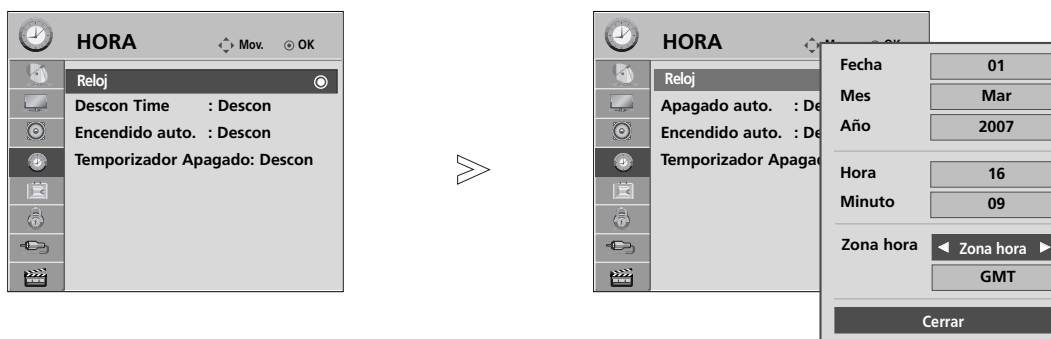 HORA Mov. OK
Reloj
Descon Time : Descon
Encendido auto. : Descon
Temporizador Apagado: Descon
HORA
Reloj
Apagado auto. : De
Encendido auto. : De
Temporizador Apaga
Fecha 01
Mes Mar
Año 2007
Hora 16
Minuto 09
Zona hora ◄ Zona hora ►
GMT
Cerrar